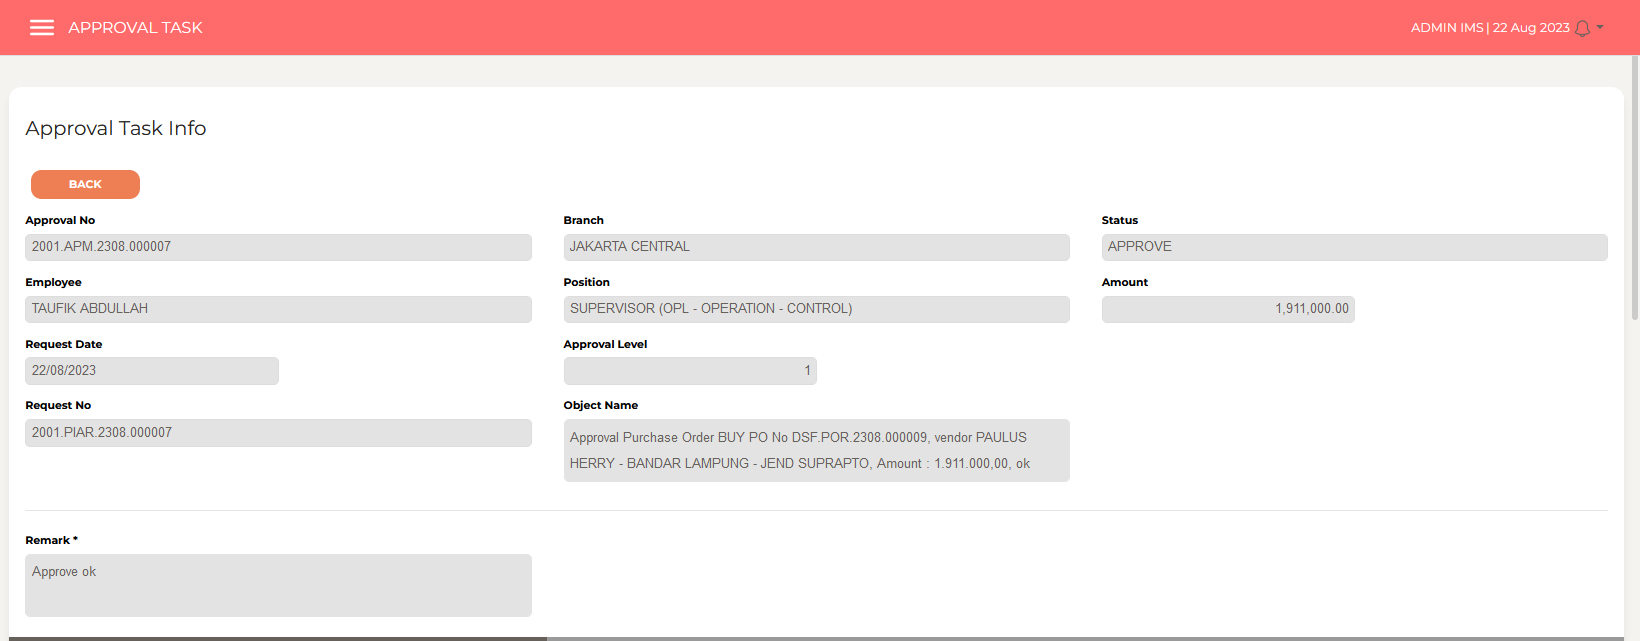 APPROVAL TASK
ADMIN IMS | 22 Aug 2023
Approval Task Info
BACK
Approval No
2001.APM.2308.000007
Branch
JAKARTA CENTRAL
Status
APPROVE
Employee
TAUFIK ABDULLAH
Position
SUPERVISOR (OPL - OPERATION - CONTROL)
Amount
1,911,000.00
Request Date
22/08/2023
Approval Level
1
Request No
2001.PIAR.2308.000007
Object Name
Approval Purchase Order BUY PO No DSF.POR.2308.000009, vendor PAULUS
HERRY - BANDAR LAMPUNG - JEND SUPRAPTO, Amount : 1.911.000,00, ok
Remark *
Approve ok